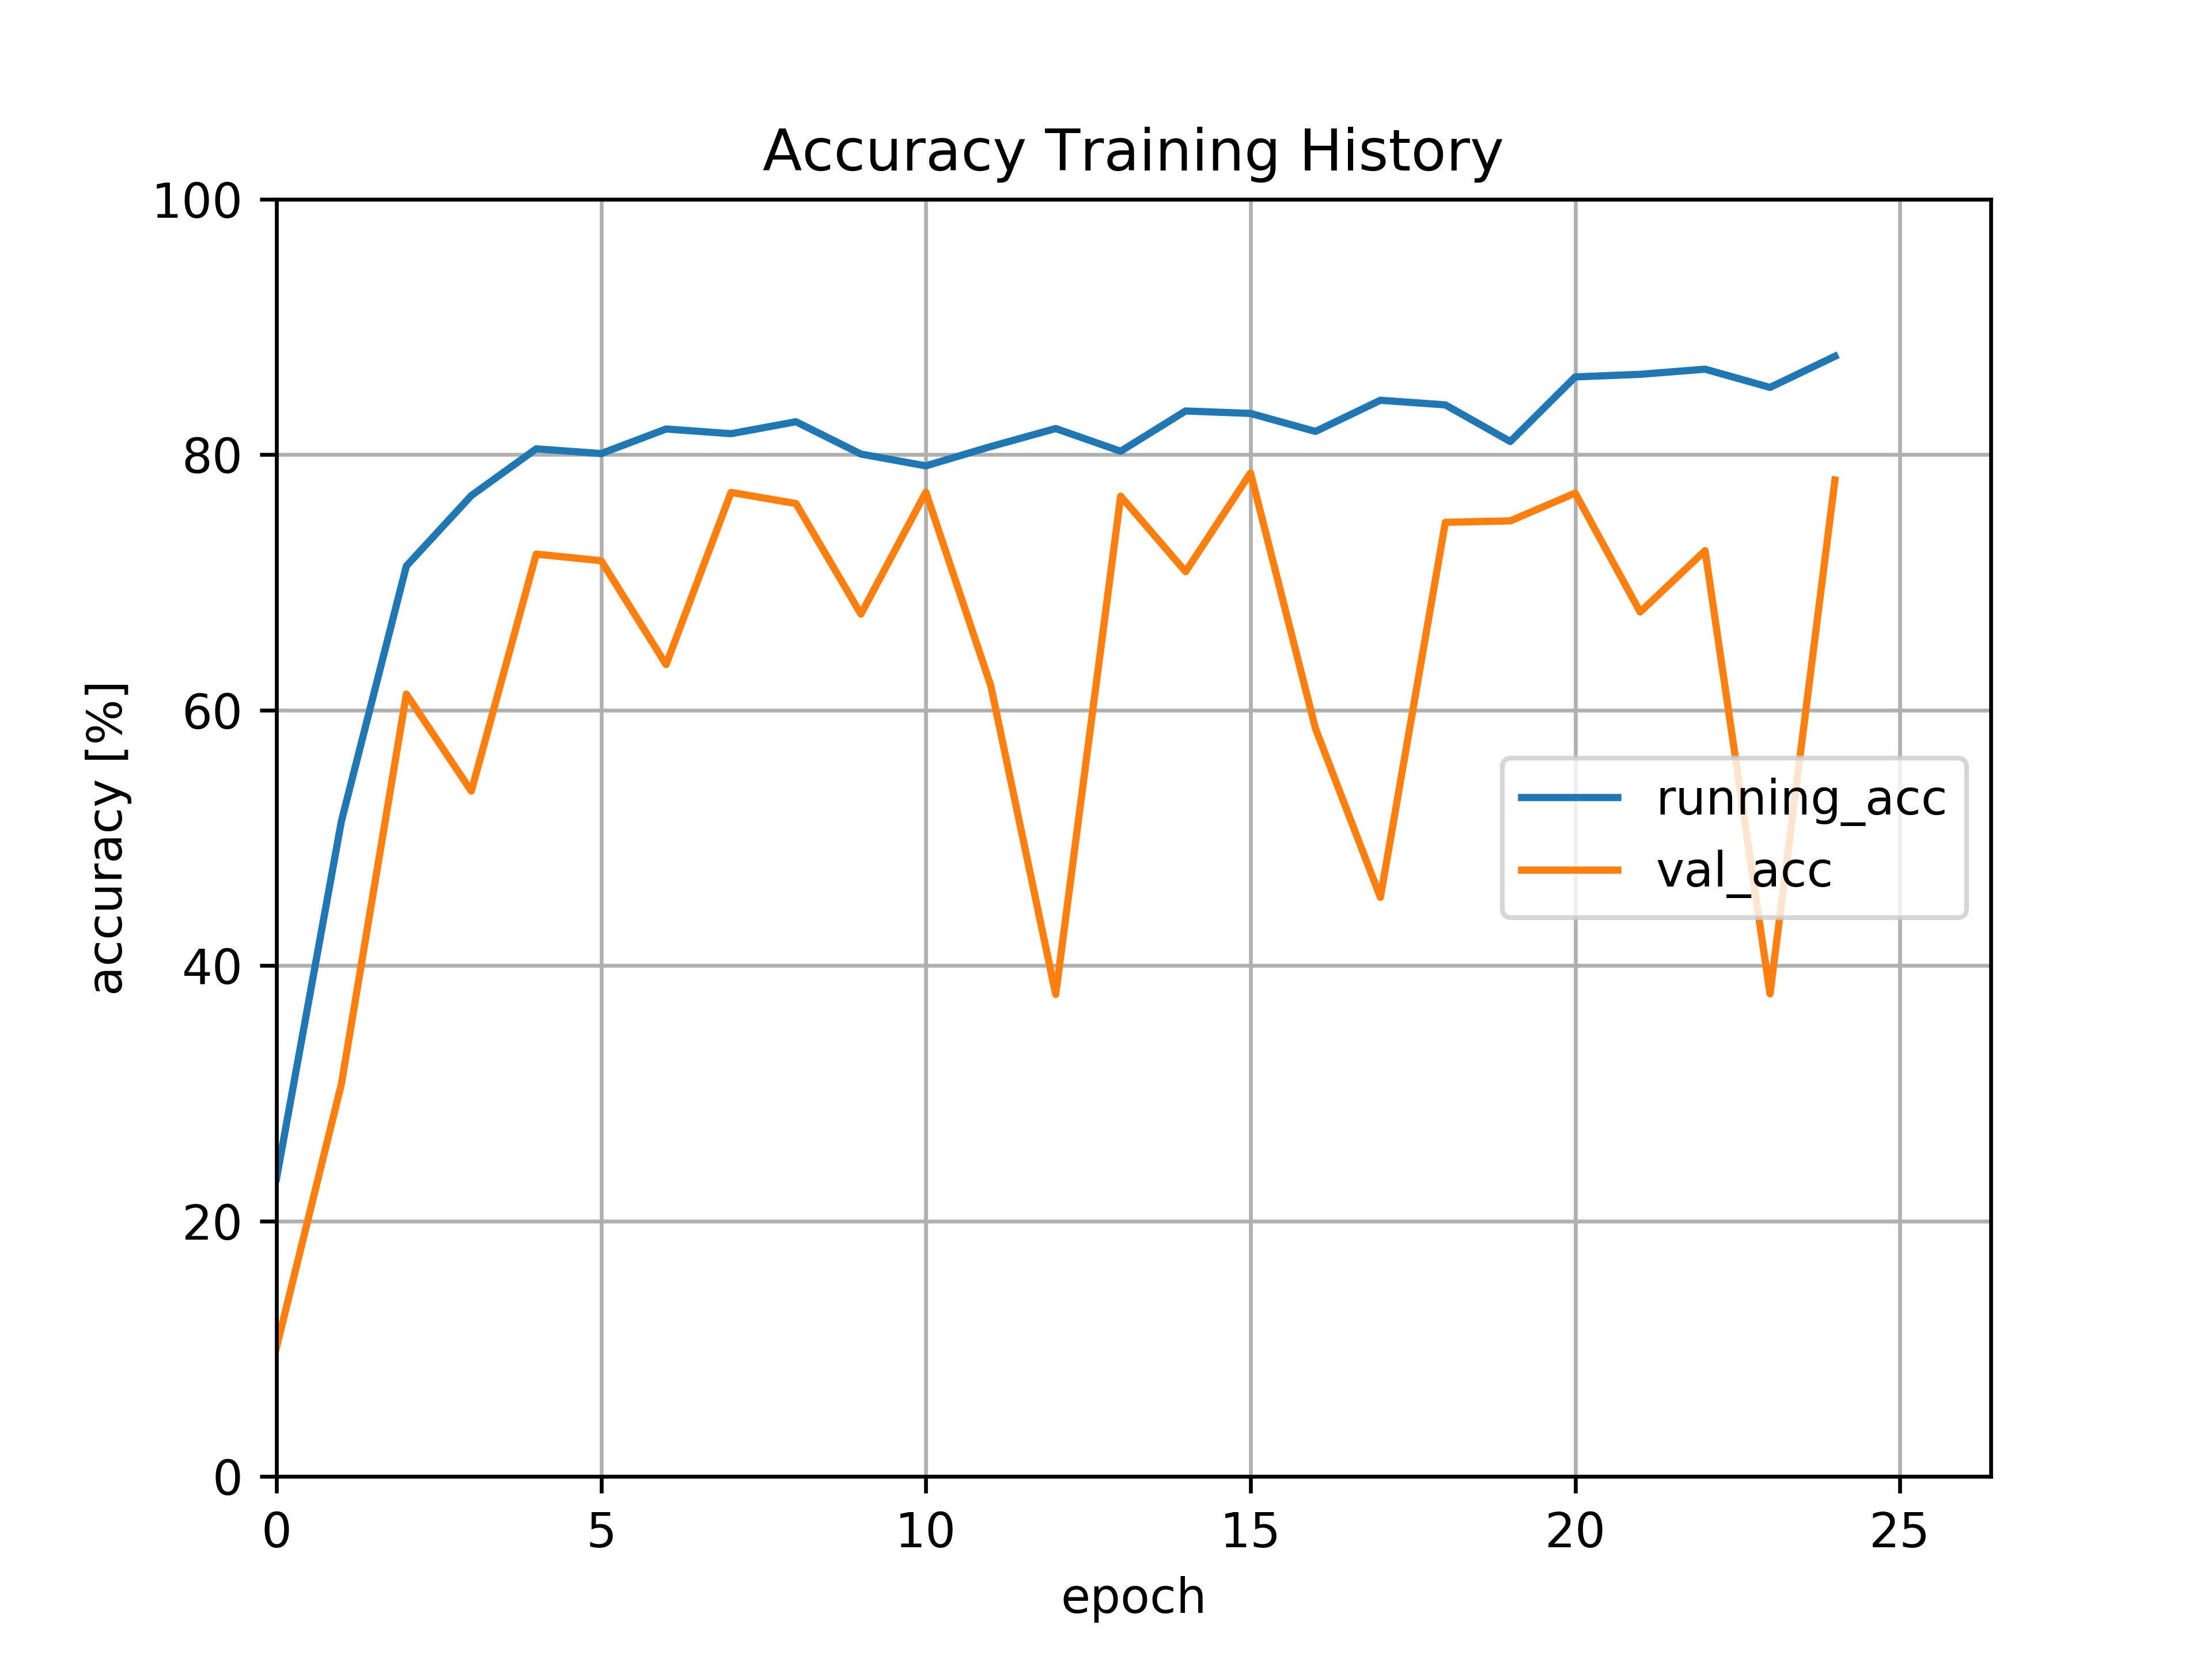 Accuracy Training History
100
80
60
40
20
0
accuracy [%]
running_acc
val_acc
0 5 10 15 20 25
epoch